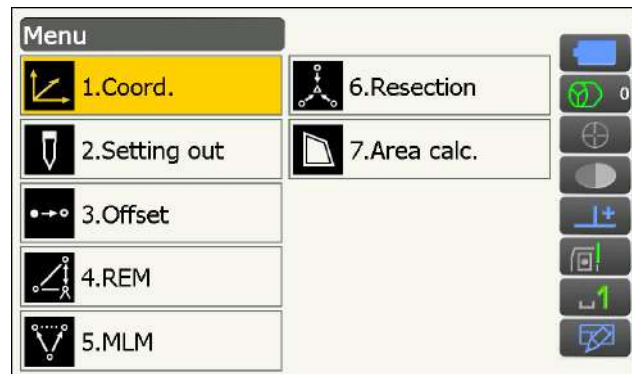 Menu
1.Coord.
2.Setting out
3.Offset
4.REM
5.MLM
6.Resection
7.Area calc.
0
1